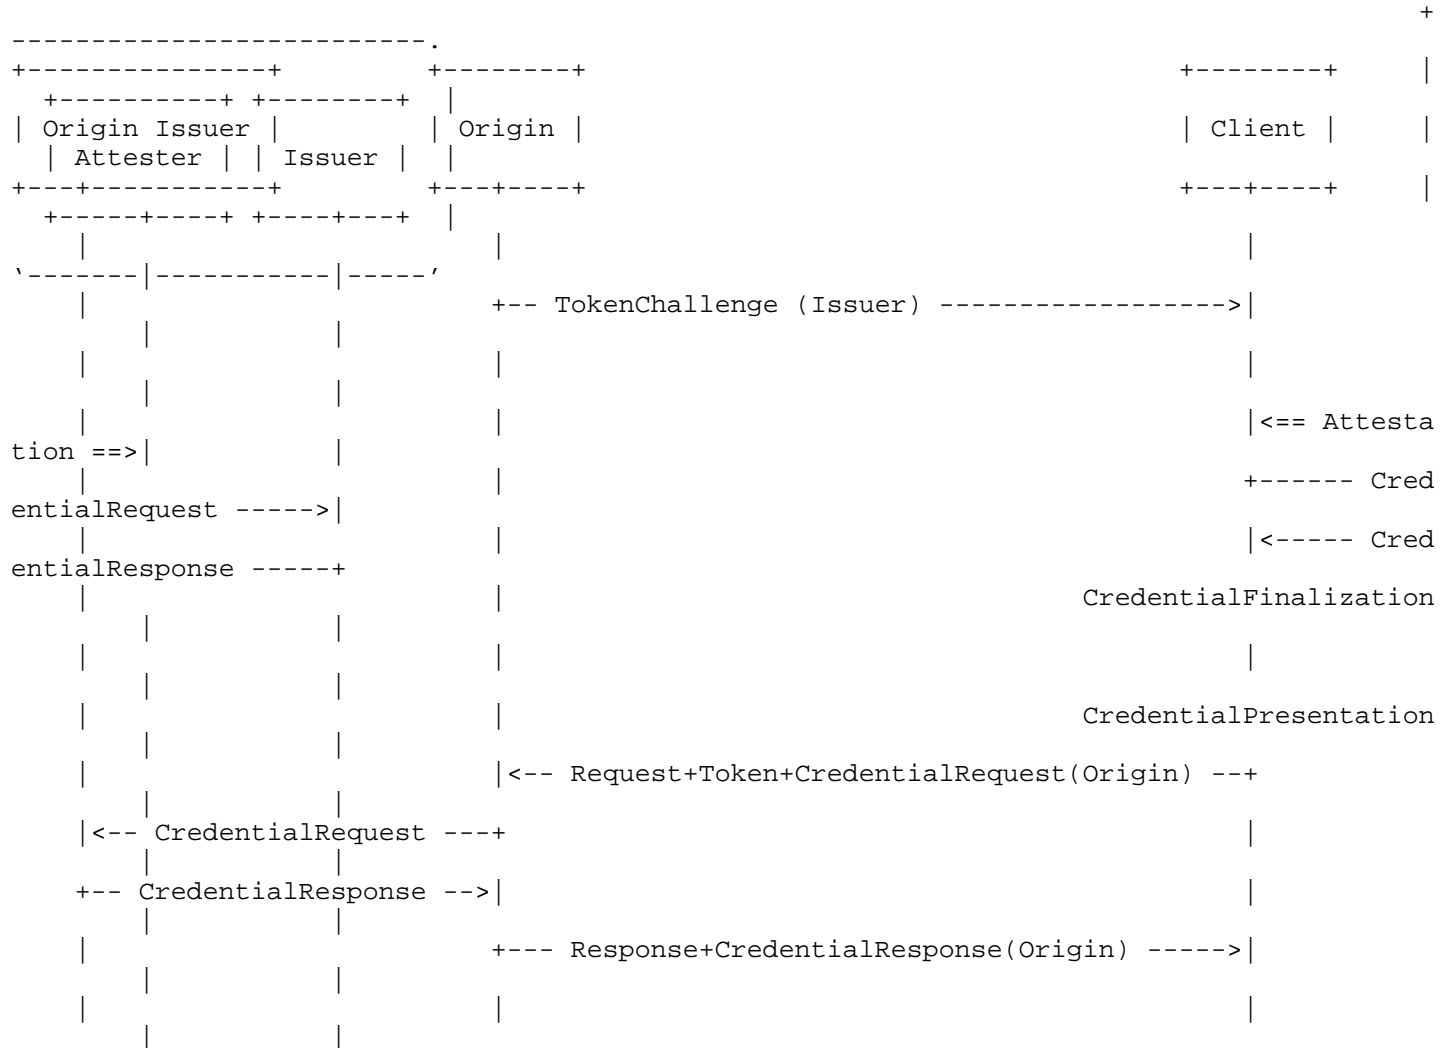 +
--------------------------.
+---------------+         +--------+                                     +--------+     |
  +----------+ +--------+  |
| Origin Issuer |         | Origin |                                     | Client |     |
  | Attester | | Issuer |  |
+---+-----------+         +---+----+                                     +---+----+     |
  +-----+----+ +----+---+  |
    |                         |                                              |
‛-------|-----------|-----’
    |                         +-- TokenChallenge (Issuer) ------------------>|
        |           |
    |                         |                                              |
        |           |
    |                         |                                              |<== Attesta
tion ==>|           |
    |                         |                                              +------ Cred
entialRequest ----->|
    |                         |                                              |<----- Cred
entialResponse -----+
    |                         |                                    CredentialFinalization
        |           |
    |                         |                                              |
        |           |
    |                         |                                    CredentialPresentation
        |           |
    |                         |<-- Request+Token+CredentialRequest(Origin) --+
        |           |
    |<-- CredentialRequest ---+                                              |
        |           |
    +-- CredentialResponse -->|                                              |
        |           |
    |                         +--- Response+CredentialResponse(Origin) ----->|
        |           |
    |                         |                                              |
        |           |